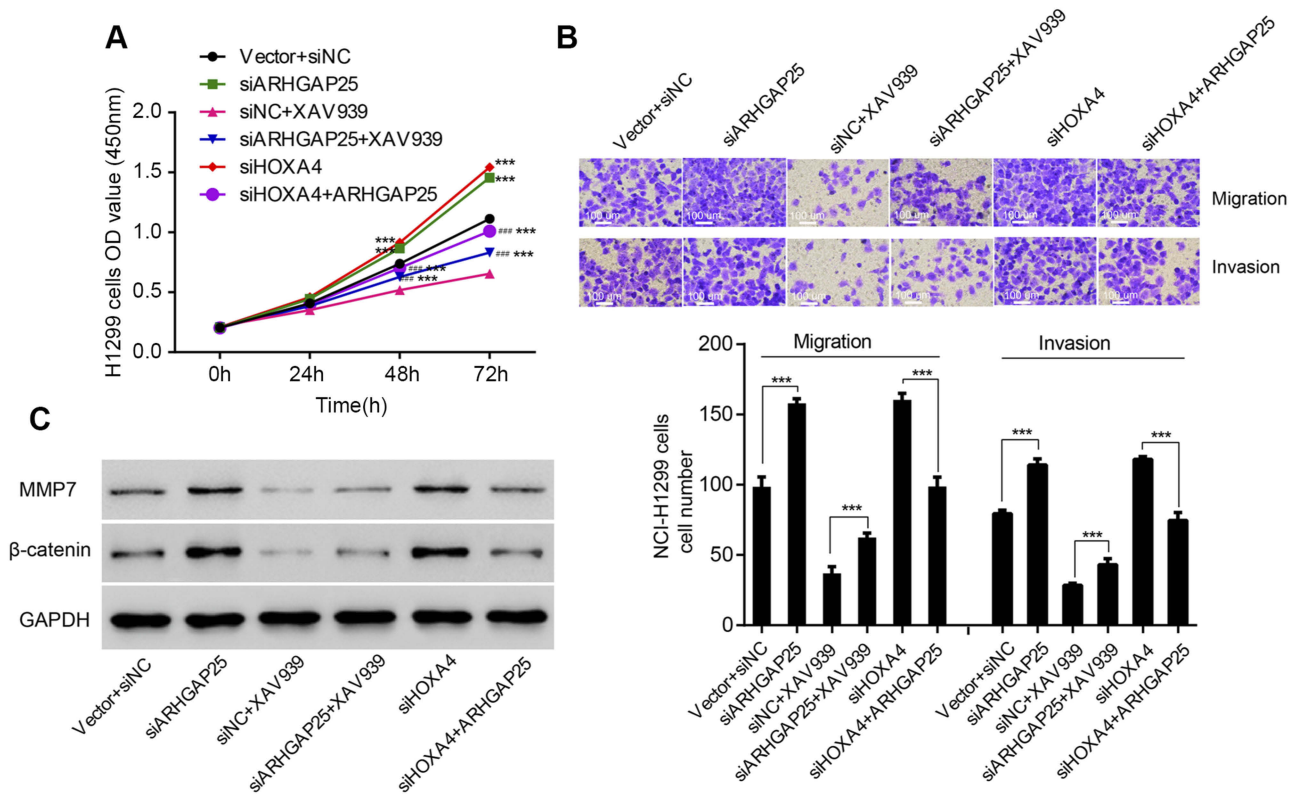 A
Vector+siNC
siARHGAP25
siNC+XAV939
siARHGAP25+XAV939
siHOXA4
siHOXA4+ARHGAP25
H1299 cells OD value (450nm)
2.0
1.5
1.0
0.5
0.0
***
***
***
***
### ***
### ***
### ***
### ***
0h 24h 48h 72h
Time(h)
B
Vector+siNC
siARHGAP25
siNC+XAV939
siARHGAP25+XAV939
siHOXA4
siHOXA4+ARHGAP25
100 um 100 um 100 um 100 um 100 um 100 um
Migration
100 um 100 um 100 um 100 um 100 um 100 um
Invasion
NCI-H1299 cells
cell number
200
150
100
50
0
Migration
Invasion
*** *** *** *** *** ***
Vector+siNC
siARHGAP25
siNC+XAV939
siARHGAP25+XAV939
siHOXA4
siHOXA4+ARHGAP25
Vector+siNC
siARHGAP25
siNC+XAV939
siARHGAP25+XAV939
siHOXA4
siHOXA4+ARHGAP25
C
MMP7
β-catenin
GAPDH
Vector+siNC
siARHGAP25
siNC+XAV939
siARHGAP25+XAV939
siHOXA4
siHOXA4+ARHGAP25